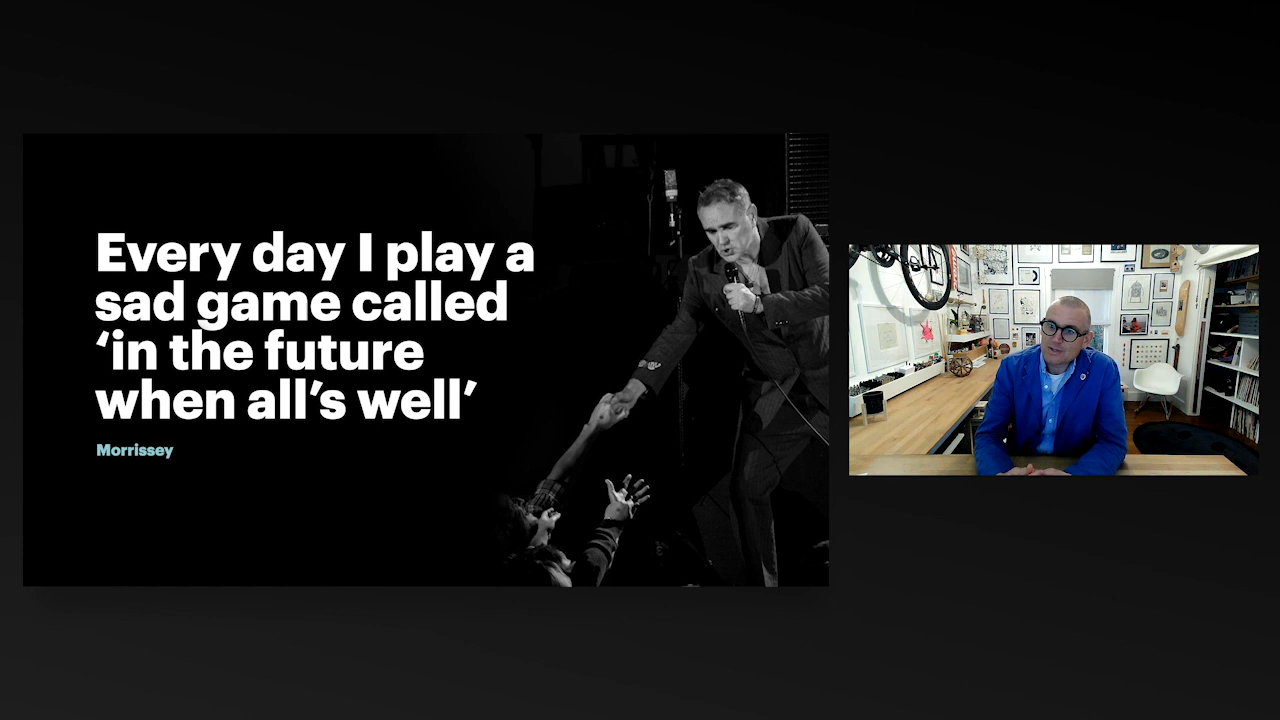 Every day I play a
sad game called
‘in the future
when all’s well’
Morrissey